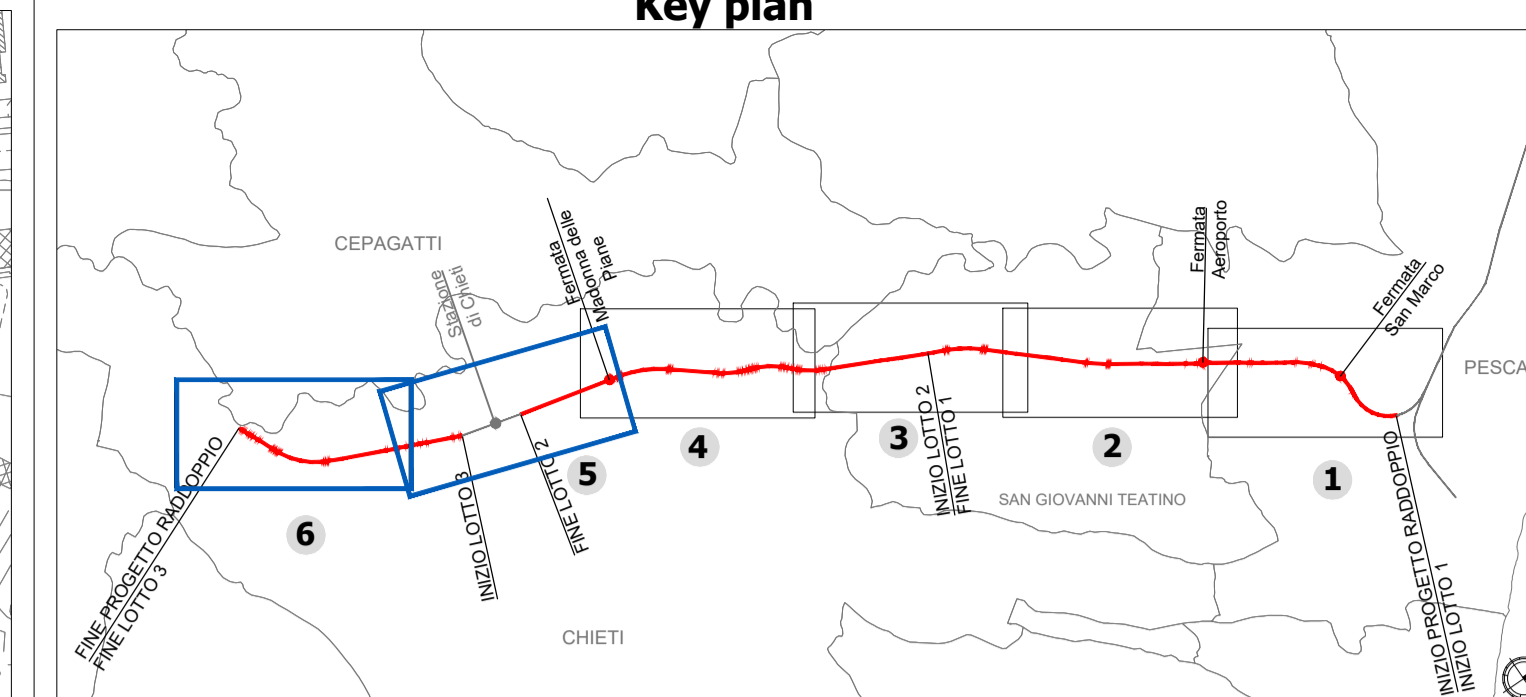 Key plan
CEPAGATTI
Stazione
di Chieti
Fermata
Madonna delle
Piane
Fermata
Aeroporto
Fermata
San Marco
PESCA
4
3
2
1
5
6
INIZIO LOTTO 2
FINE LOTTO 1
SAN GIOVANNI TEATINO
FINE LOTTO 2
INIZIO LOTTO 3
FINE PROGETTO RADDOPPIO
FINE LOTTO 3
INIZIO PROGETTO RADDOPPIO
INIZIO LOTTO 1
CHIETI